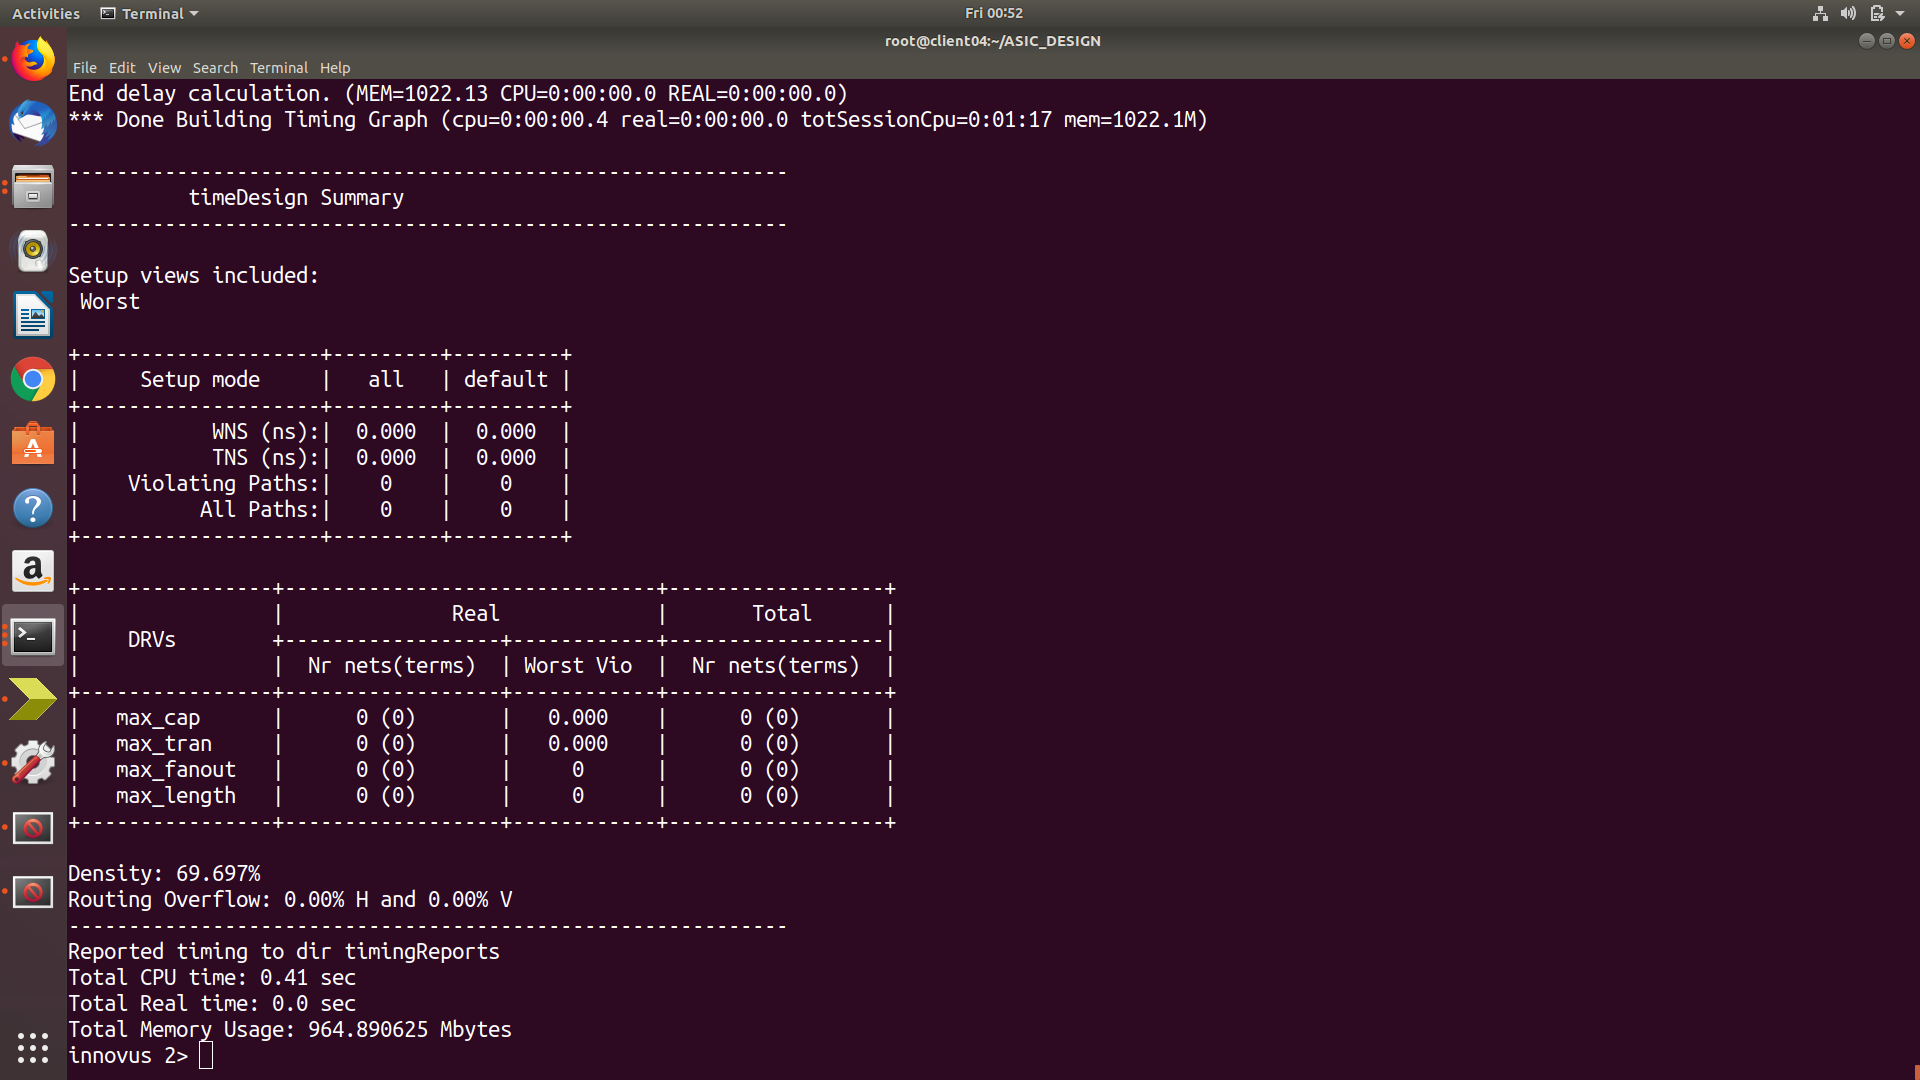 Activities Terminal Fri 00:52
root@client04:~/ASIC_DESIGN
File Edit View Search Terminal Help
End delay calculation. (MEM=1022.13 CPU=0:00:00.0 REAL=0:00:00.0)
*** Done Building Timing Graph (cpu=0:00:00.4 real=0:00:00.0 totSessionCpu=0:01:17 mem=1022.1M)
------------------------------------------------------------
          timeDesign Summary
------------------------------------------------------------
Setup views included:
 Worst
+--------------------+---------+---------+
|     Setup mode     |   all   | default |
+--------------------+---------+---------+
|           WNS (ns):|  0.000  |  0.000  |
|           TNS (ns):|  0.000  |  0.000  |
|    Violating Paths:|    0    |    0    |
|          All Paths:|    0    |    0    |
+--------------------+---------+---------+
+----------------+-------------------------------+------------------+
|                |              Real             |       Total      |
|    DRVs        +------------------+------------+------------------|
|                |  Nr nets(terms)  | Worst Vio  |  Nr nets(terms)  |
+----------------+------------------+------------+------------------+
|   max_cap      |      0 (0)       |   0.000    |      0 (0)       |
|   max_tran     |      0 (0)       |   0.000    |      0 (0)       |
|   max_fanout   |      0 (0)       |     0      |      0 (0)       |
|   max_length   |      0 (0)       |     0      |      0 (0)       |
+----------------+------------------+------------+------------------+
Density: 69.697%
Routing Overflow: 0.00% H and 0.00% V
------------------------------------------------------------
Reported timing to dir timingReports
Total CPU time: 0.41 sec
Total Real time: 0.0 sec
Total Memory Usage: 964.890625 Mbytes
innovus 2>